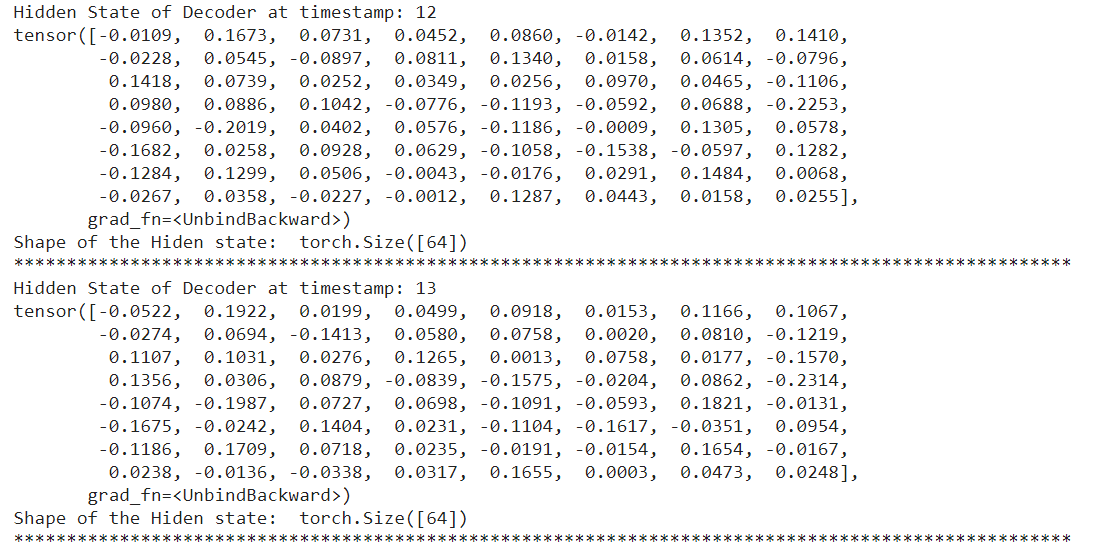 Hidden State of Decoder at timestamp: 12
tensor([-0.0109,  0.1673,  0.0731,  0.0452,  0.0860, -0.0142,  0.1352,  0.1410,
        -0.0228,  0.0545, -0.0897,  0.0811,  0.1340,  0.0158,  0.0614, -0.0796,
         0.1418,  0.0739,  0.0252,  0.0349,  0.0256,  0.0970,  0.0465, -0.1106,
         0.0980,  0.0886,  0.1042, -0.0776, -0.1193, -0.0592,  0.0688, -0.2253,
        -0.0960, -0.2019,  0.0402,  0.0576, -0.1186, -0.0009,  0.1305,  0.0578,
        -0.1682,  0.0258,  0.0928,  0.0629, -0.1058, -0.1538, -0.0597,  0.1282,
        -0.1284,  0.1299,  0.0506, -0.0043, -0.0176,  0.0291,  0.1484,  0.0068,
        -0.0267,  0.0358, -0.0227, -0.0012,  0.1287,  0.0443,  0.0158,  0.0255],
       grad_fn=<UnbindBackward>)
Shape of the Hiden state:  torch.Size([64])
****************************************************************************************************
Hidden State of Decoder at timestamp: 13
tensor([-0.0522,  0.1922,  0.0199,  0.0499,  0.0918,  0.0153,  0.1166,  0.1067,
        -0.0274,  0.0694, -0.1413,  0.0580,  0.0758,  0.0020,  0.0810, -0.1219,
         0.1107,  0.1031,  0.0276,  0.1265,  0.0013,  0.0758,  0.0177, -0.1570,
         0.1356,  0.0306,  0.0879, -0.0839, -0.1575, -0.0204,  0.0862, -0.2314,
        -0.1074, -0.1987,  0.0727,  0.0698, -0.1091, -0.0593,  0.1821, -0.0131,
        -0.1675, -0.0242,  0.1404,  0.0231, -0.1104, -0.1617, -0.0351,  0.0954,
        -0.1186,  0.1709,  0.0718,  0.0235, -0.0191, -0.0154,  0.1654, -0.0167,
         0.0238, -0.0136, -0.0338,  0.0317,  0.1655,  0.0003,  0.0473,  0.0248],
       grad_fn=<UnbindBackward>)
Shape of the Hiden state:  torch.Size([64])
****************************************************************************************************